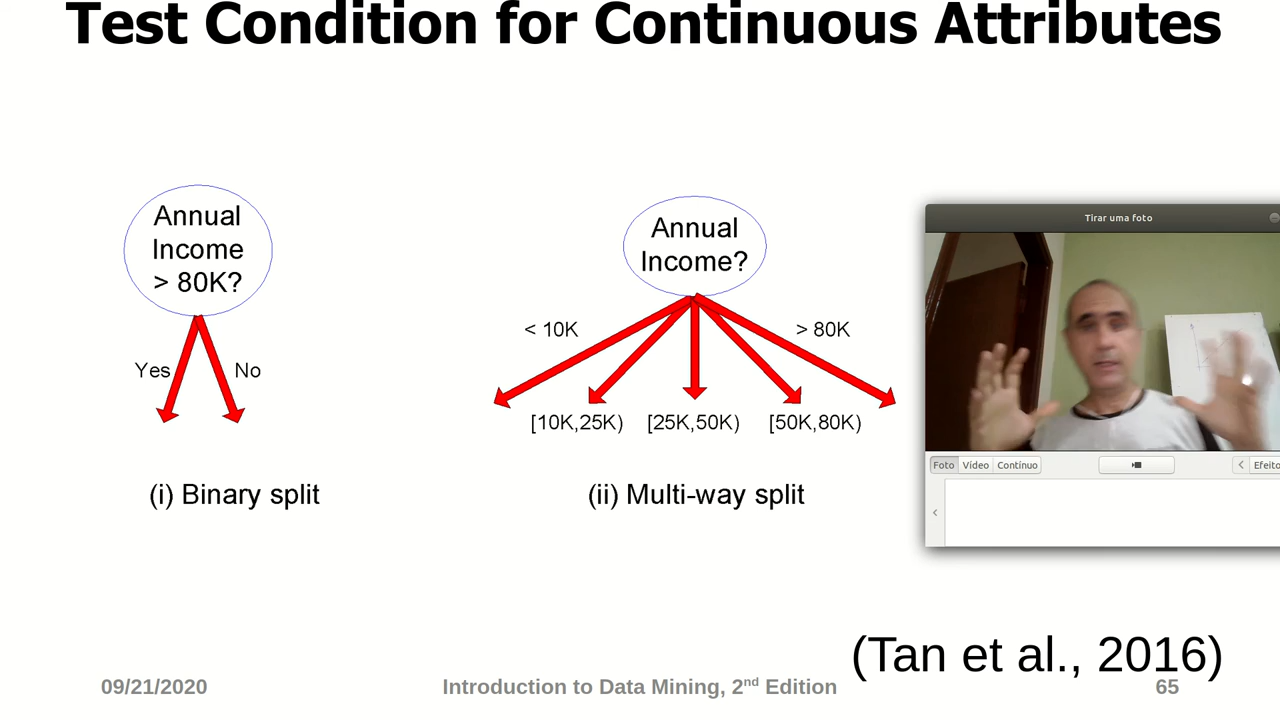 Test Condition for Continuous Attributes
Annual
Income
> 80K?
Yes
No
(i) Binary split
Annual
Income?
< 10K
> 80K
[10K,25K)
[25K,50K)
[50K,80K)
(ii) Multi-way split
Tirar uma foto
Foto
Vídeo
Contínuo
Efeito
(Tan et al., 2016)
09/21/2020
Introduction to Data Mining, 2nd Edition
65